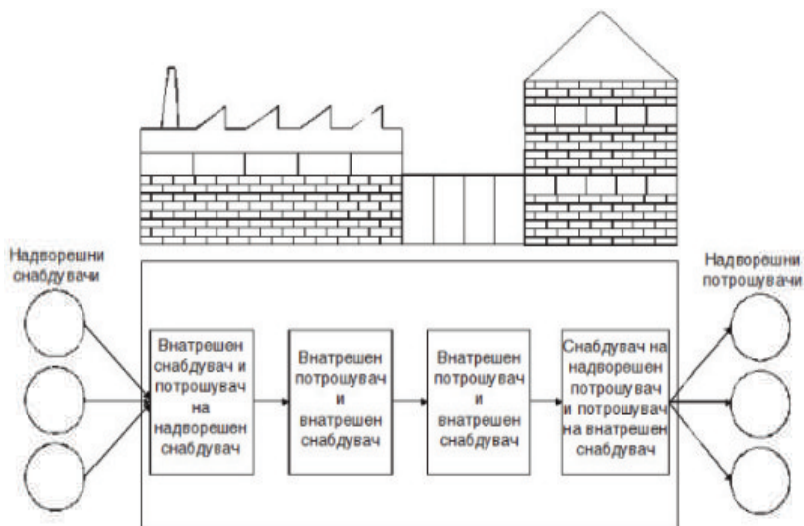 Надворешни
снабдувачи
Надворешни
потрошувачи
Внатрешен
снабдувач и
потрошувач
на
надворешен
снабдувач
Внатрешен
потрошувач
и
внатрешен
снабдувач
Внатрешен
потрошувач
и
внатрешен
снабдувач
Снабдувач на
надворешен
потрошувач
и потрошувач
на внатрешен
снабдувач